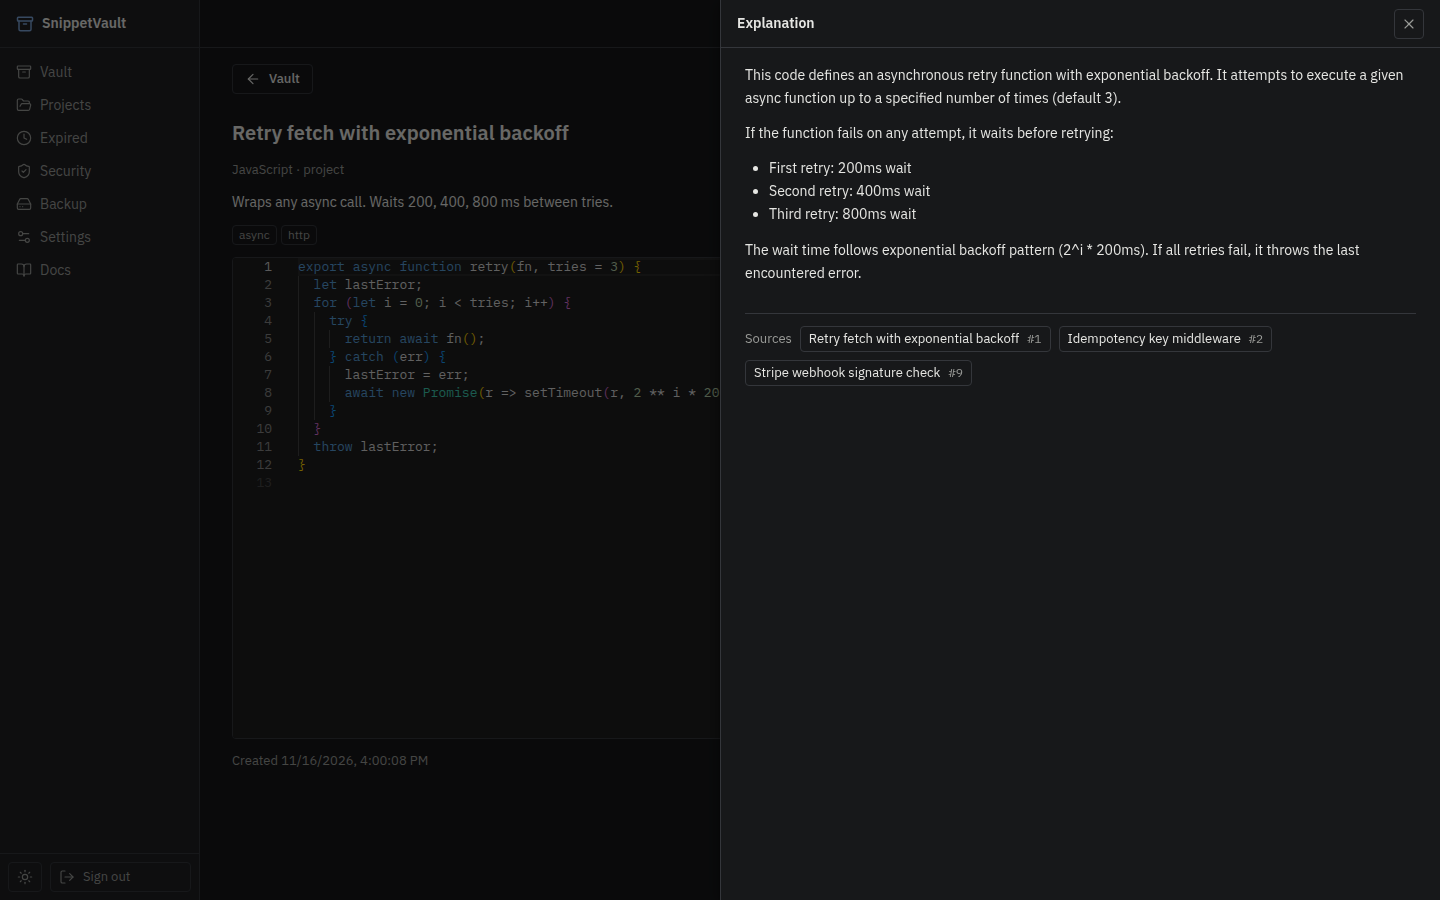 SnippetVault
Vault
Projects
Expired
Security
Backup
Settings
Docs
Sign out
Vault
Retry fetch with exponential backoff
JavaScript · project
Wraps any async call. Waits 200, 400, 800 ms between tries.
async http
1 export async function retry(fn, tries = 3) {
2 let lastError;
3 for (let i = 0; i < tries; i++) {
4 try {
5 return await fn();
6 } catch (err) {
7 lastError = err;
8 await new Promise(r => setTimeout(r, 2 ** i * 20
9 }
10 }
11 throw lastError;
12 }
13
Created 11/16/2026, 4:00:08 PM
Explanation
This code defines an asynchronous retry function with exponential backoff. It attempts to execute a given
async function up to a specified number of times (default 3).
If the function fails on any attempt, it waits before retrying:
• First retry: 200ms wait
• Second retry: 400ms wait
• Third retry: 800ms wait
The wait time follows exponential backoff pattern (2^i * 200ms). If all retries fail, it throws the last
encountered error.
Sources Retry fetch with exponential backoff #1 Idempotency key middleware #2
Stripe webhook signature check #9